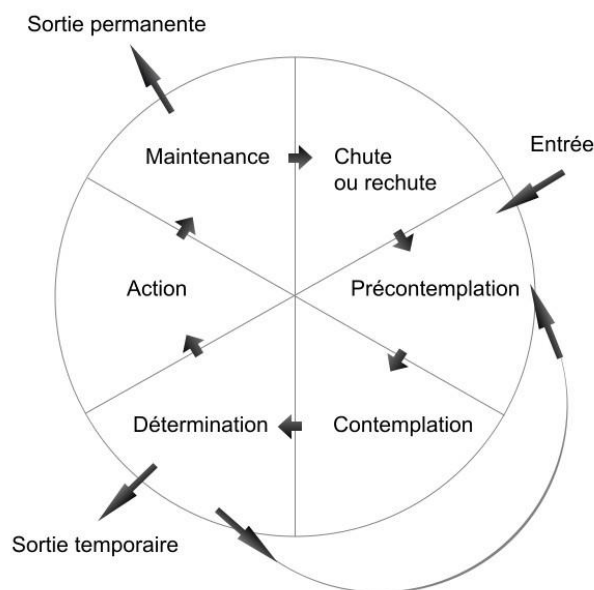 Sortie permanente
Entrée
Maintenance
Chute
ou rechute
Action
Précontemplation
Détermination
Contemplation
Sortie temporaire